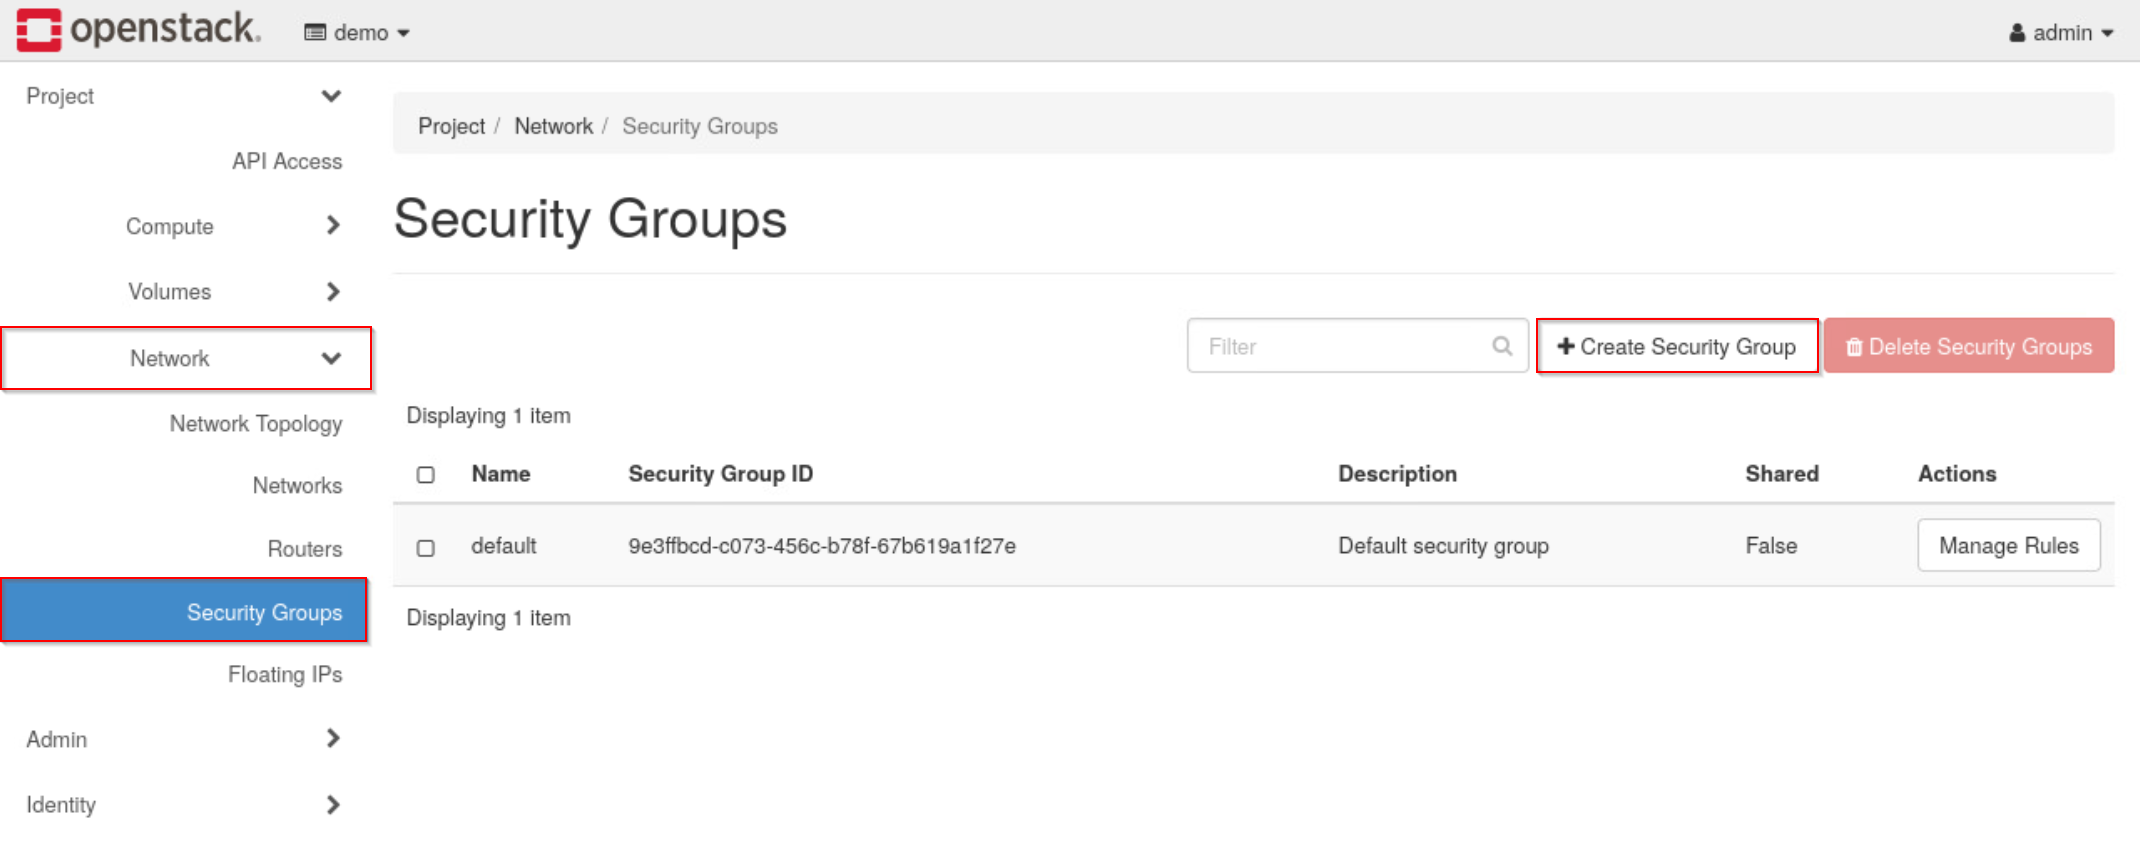 openstack.
demo
admin
Project
API Access
Compute
Volumes
Network
Network Topology
Networks
Routers
Security Groups
Floating IPs
Admin
Identity
Project / Network / Security Groups
Security Groups
Filter
Create Security Group
Delete Security Groups
Displaying 1 item
Name Security Group ID Description Shared Actions
default 9e3ffbcd-c073-456c-b78f-67b619a1f27e Default security group False Manage Rules
Displaying 1 item